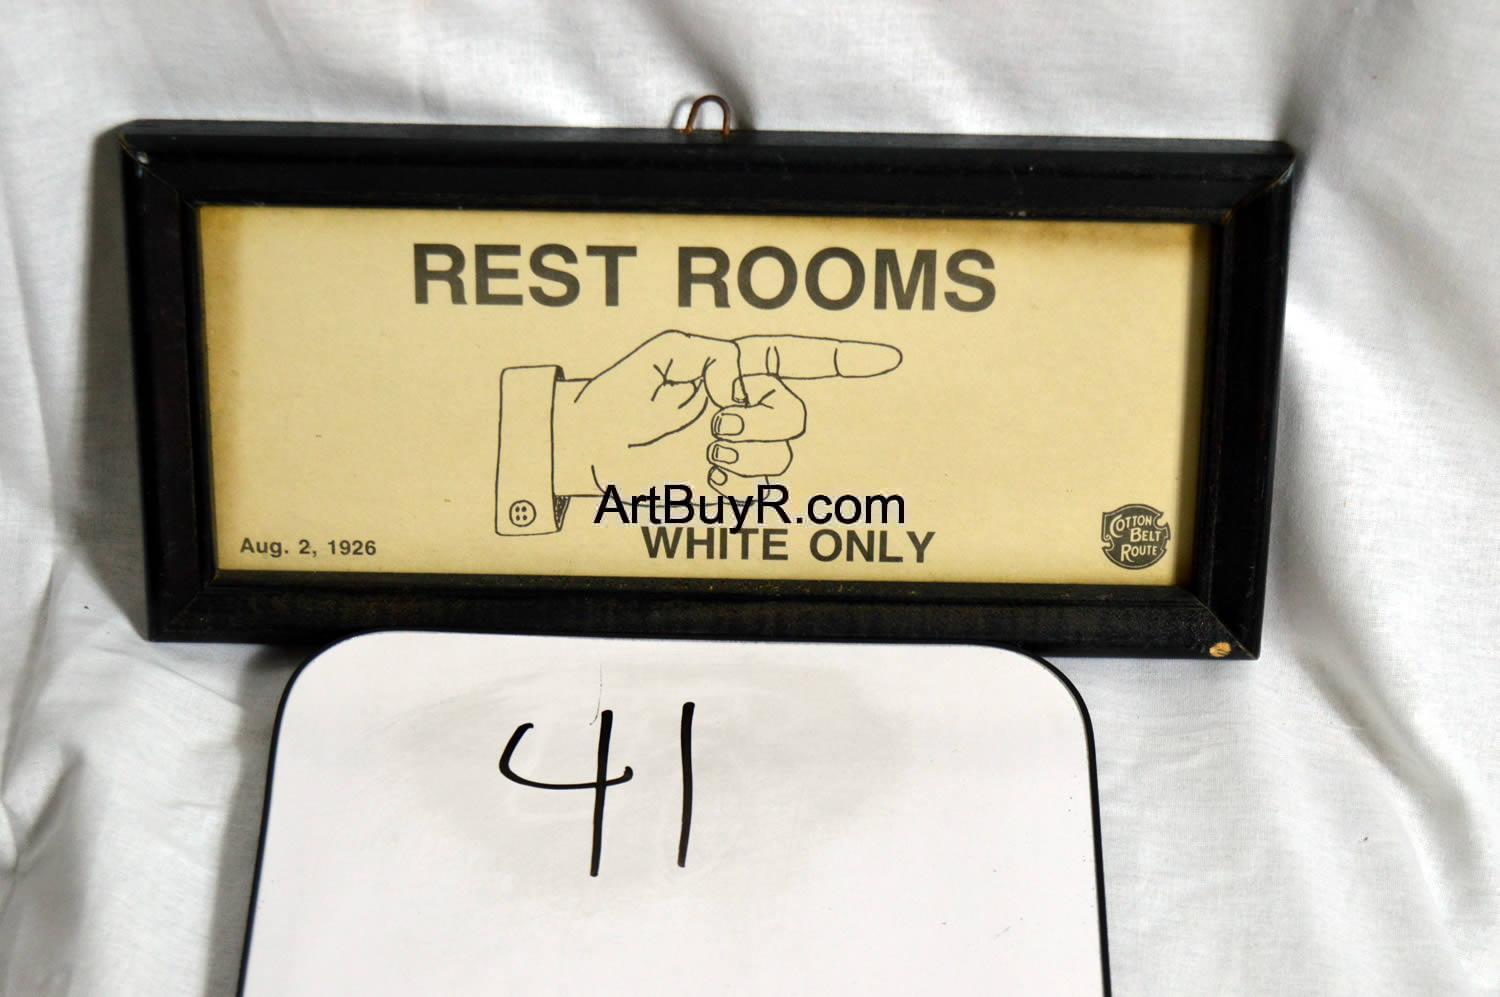 REST ROOMS
ArtBuyR.com
WHITE ONLY
Aug. 2, 1926
COTTON
BELT
ROUTE
41